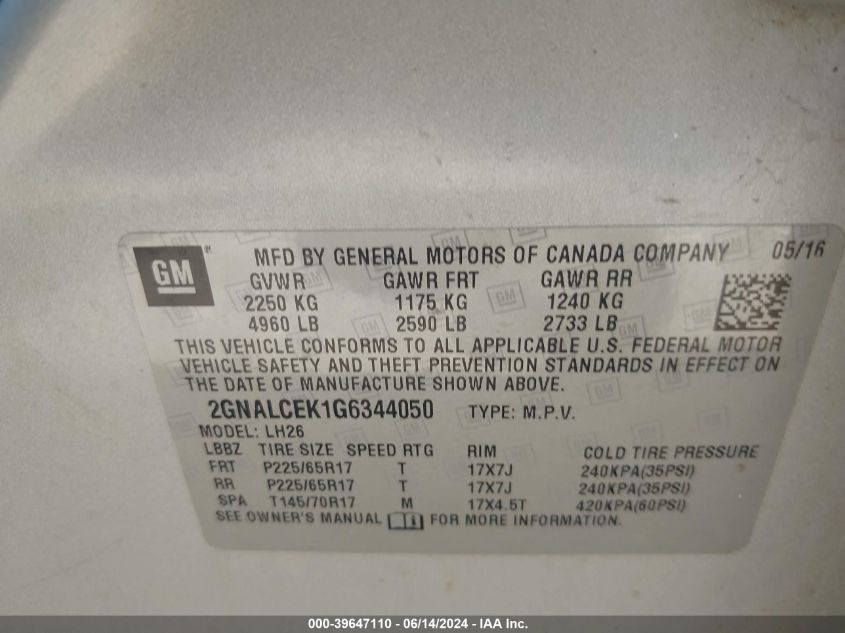 GM ® MFD BY GENERAL MOTORS OF CANADA COMPANY 05/16
GVWR GAWR FRT GAWR RR
2250 KG 1175 KG 1240 KG
4960 LB 2590 LB 2733 LB
THIS VEHICLE CONFORMS TO ALL APPLICABLE U.S. FEDERAL MOTOR
VEHICLE SAFETY AND THEFT PREVENTION STANDARDS IN EFFECT ON
THE DATE OF MANUFACTURE SHOWN ABOVE.
2GNALCEK1G6344050 TYPE: M.P.V.
MODEL: LH26
LBBZ TIRE SIZE SPEED RTG RIM COLD TIRE PRESSURE
FRT P225/65R17 T 17X7J 240KPA(35PSI)
RR P225/65R17 T 17X7J 240KPA(35PSI)
SPA T145/70R17 M 17X4.5T 420KPA(60PSI)
SEE OWNER'S MANUAL FOR MORE INFORMATION.
000-39647110 - 06/14/2024 - IAA Inc.